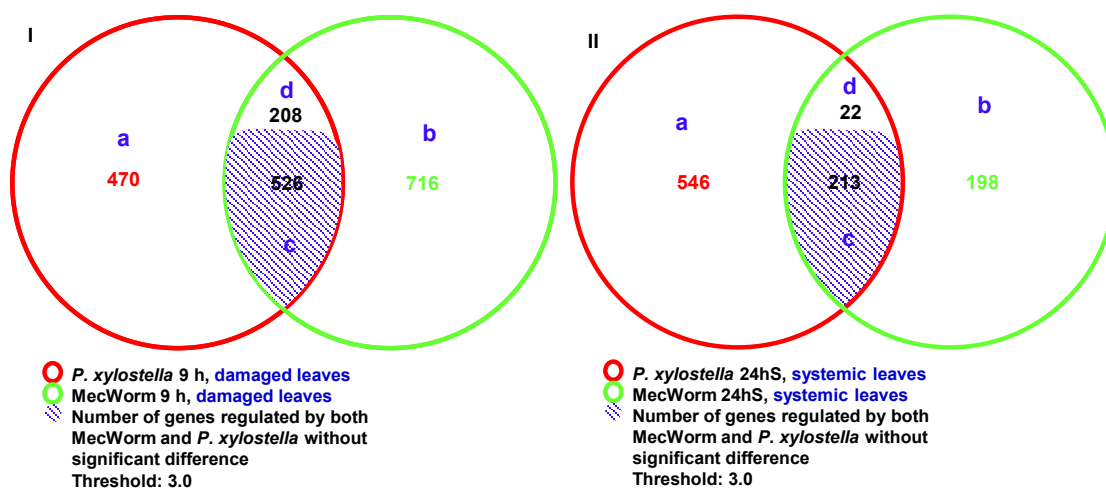 I
a
470
d
208
526
c
b
716
P. xylostella 9 h, damaged leaves
MecWorm 9 h, damaged leaves
Number of genes regulated by both
MecWorm and P. xylostella without
significant difference
Threshold: 3.0
II
a
546
d
22
213
c
b
198
P. xylostella 24hS, systemic leaves
MecWorm 24hS, systemic leaves
Number of genes regulated by both
MecWorm and P. xylostella without
significant difference
Threshold: 3.0